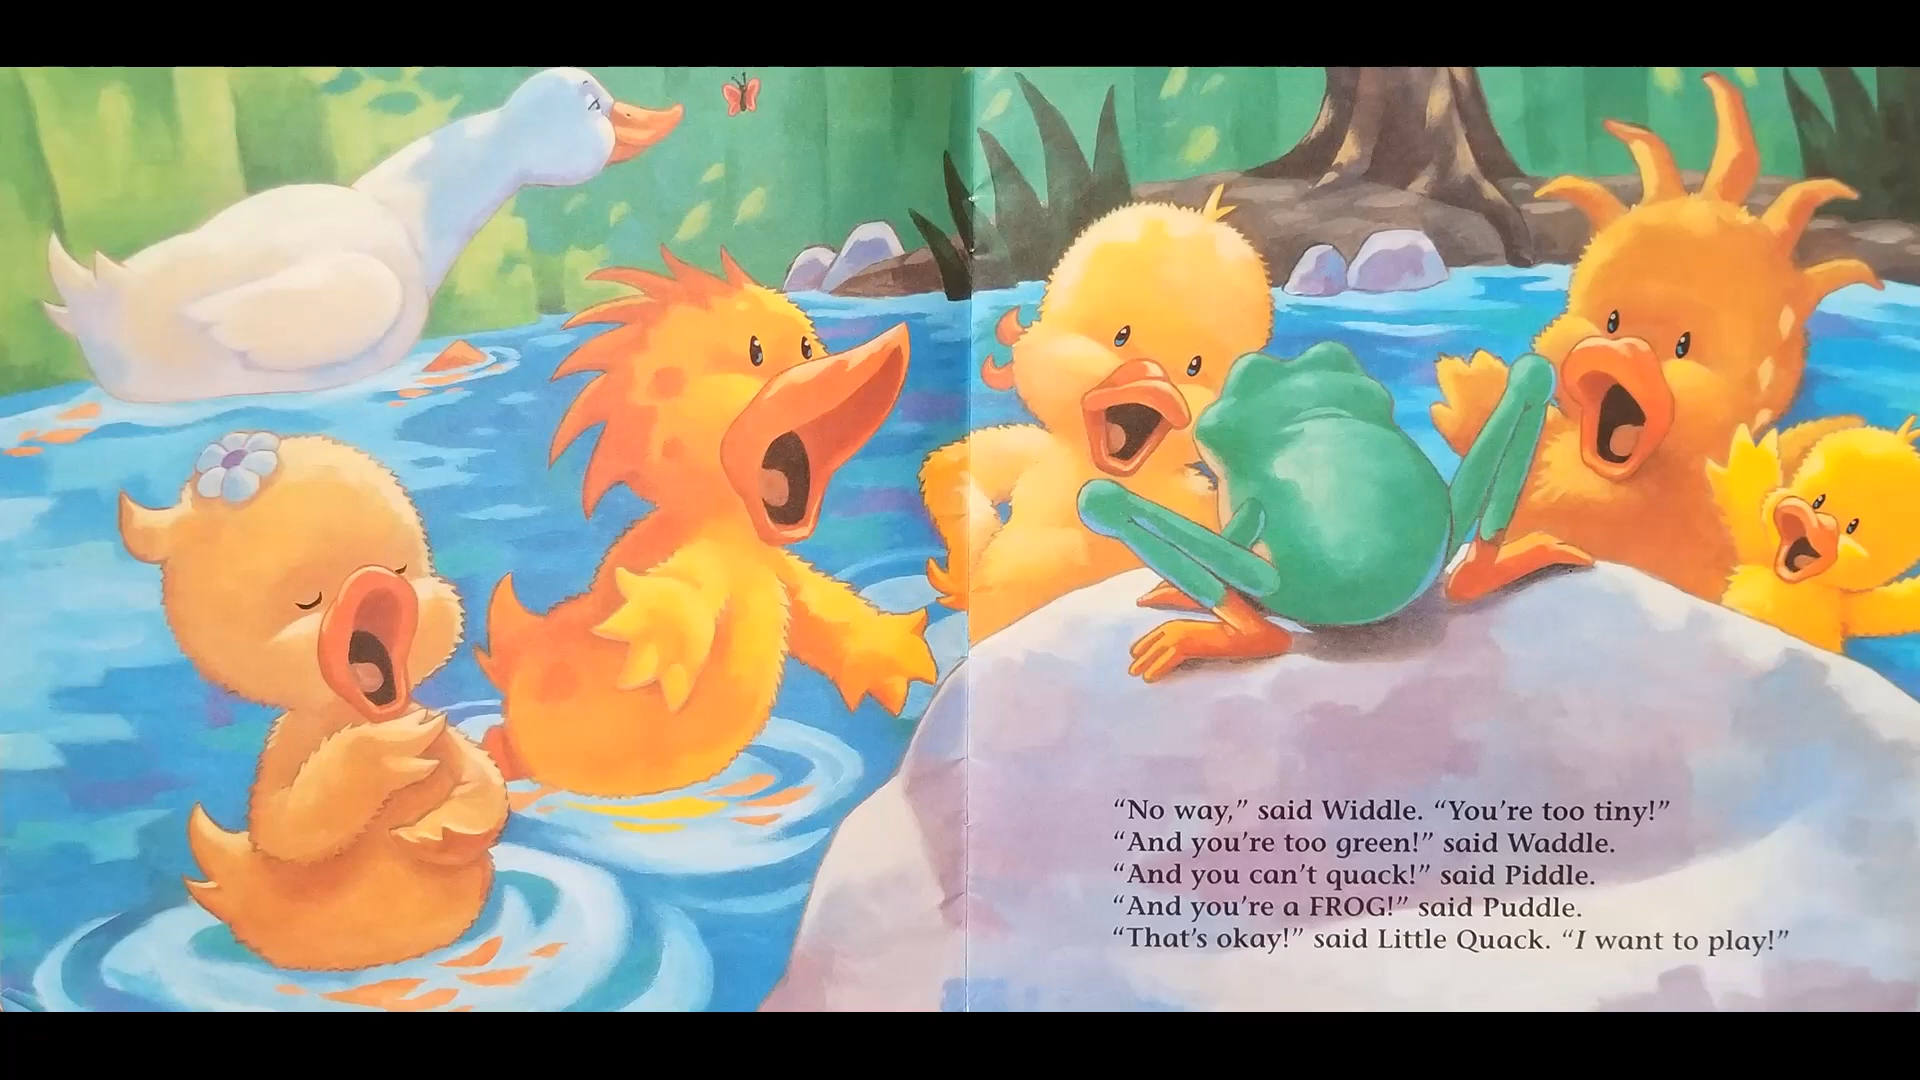 “No way,” said Widdle. “You’re too tiny!”
“And you’re too green!” said Waddle.
“And you can’t quack!” said Piddle.
“And you’re a FROG!” said Puddle.
“That’s okay!” said Little Quack. “I want to play!”